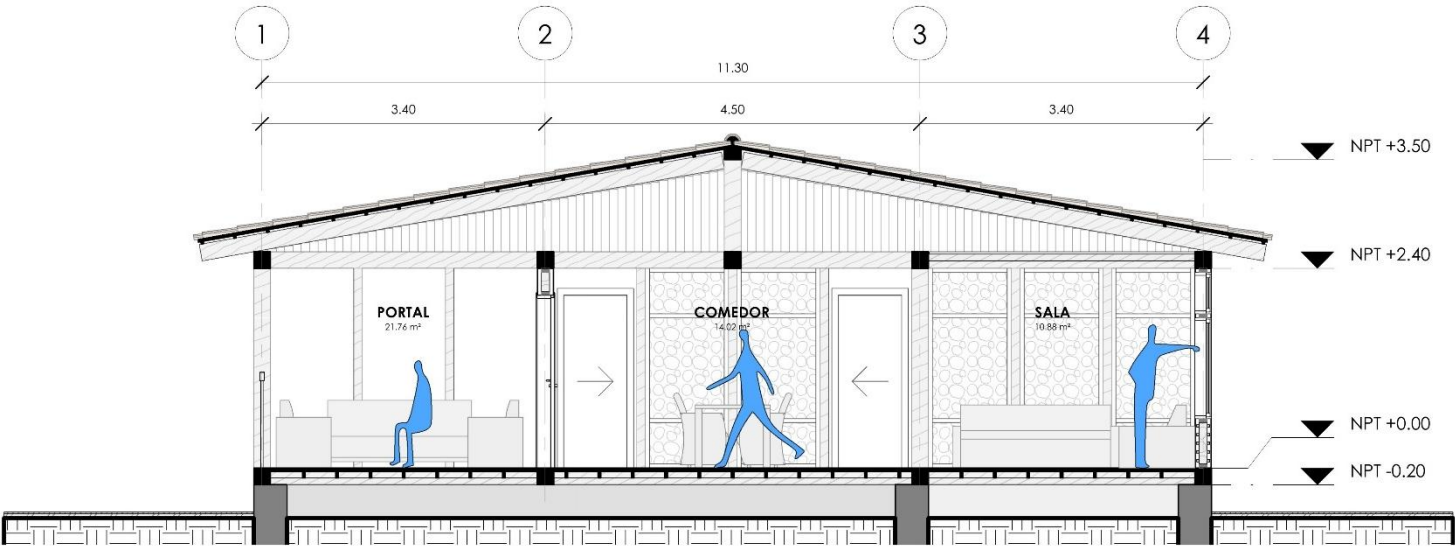 1
2
3
4
11.30
3.40
4.50
3.40
NPT +3.50
NPT +2.40
PORTAL
21.76 m²
COMEDOR
14.02 m²
SALA
10.88 m²
NPT +0.00
NPT -0.20